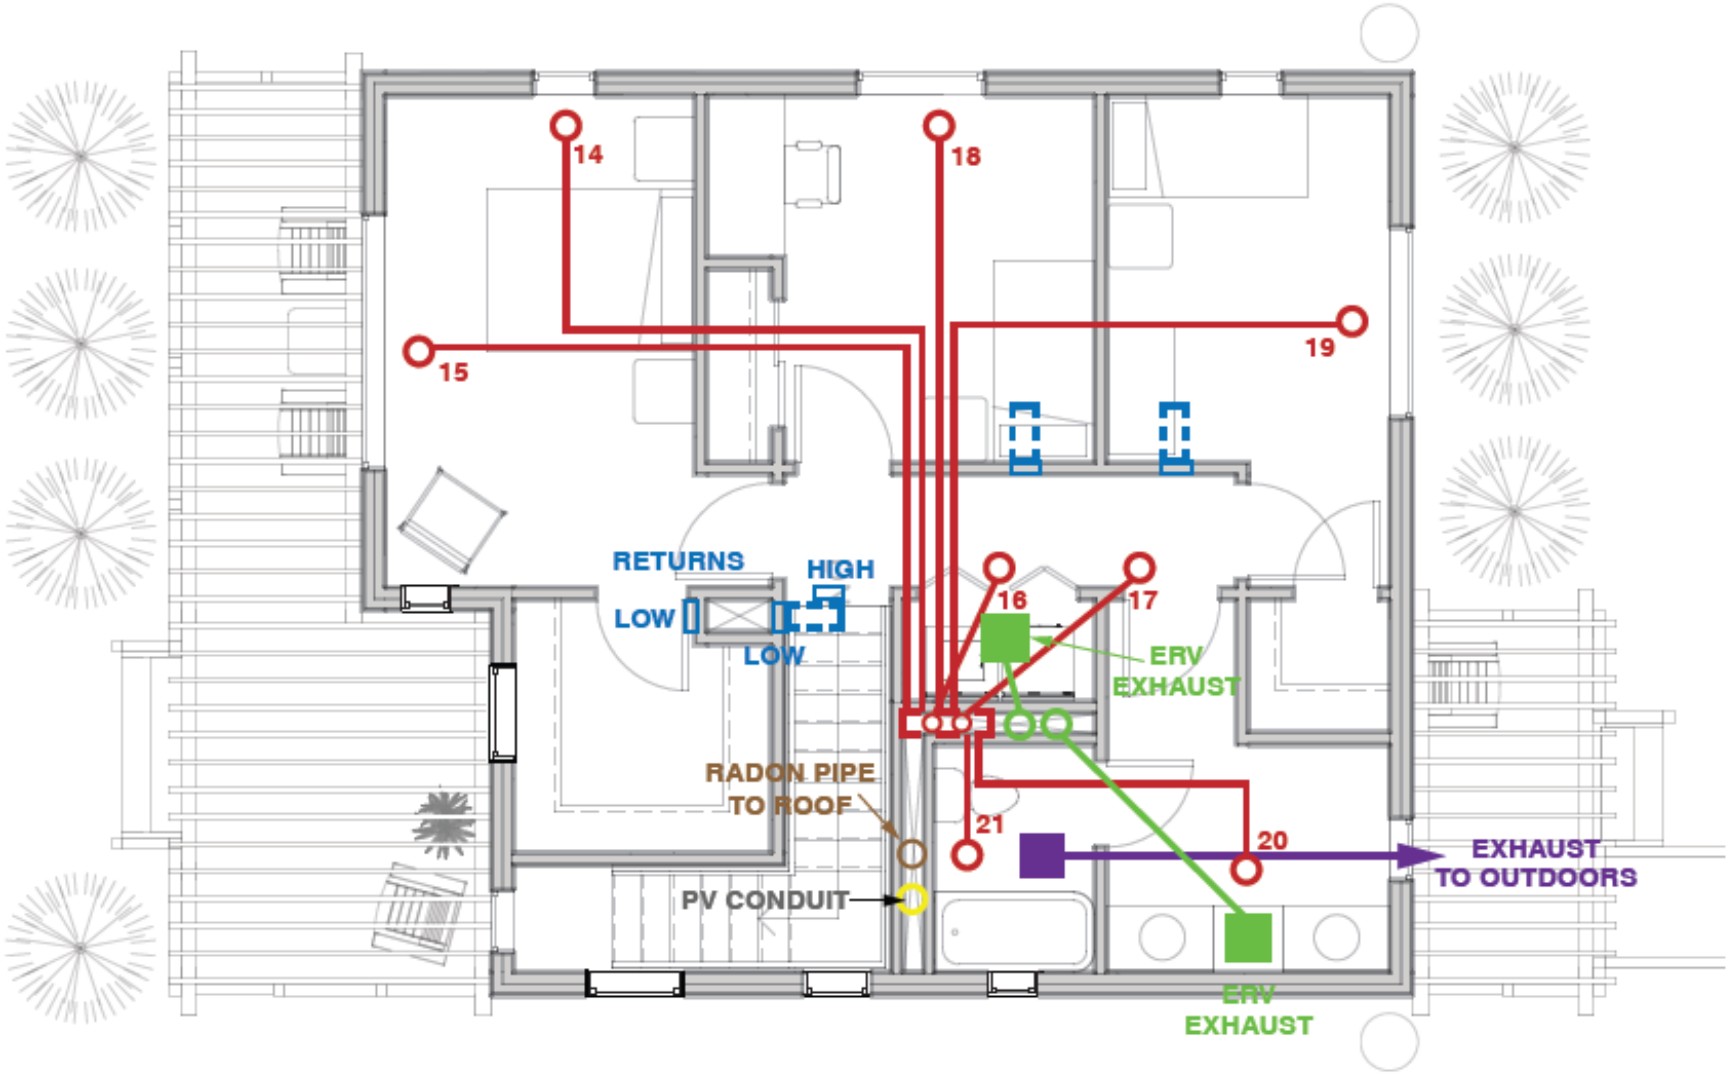 14
18
15
19
RETURNS
HIGH
LOW
LOW
16
17
ERV
EXHAUST
RADON PIPE
TO ROOF
21
20
EXHAUST
TO OUTDOORS
PV CONDUIT
ERV
EXHAUST